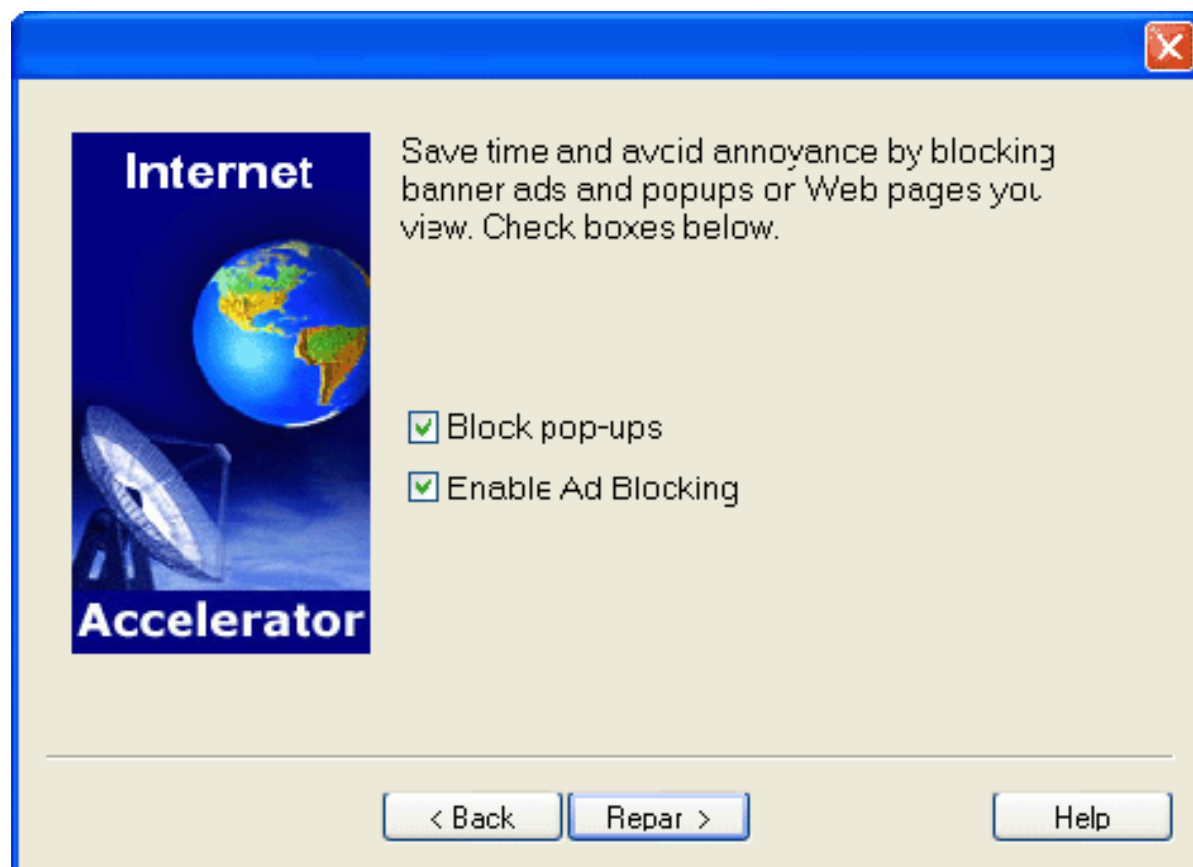 Internet
Save time and avoid annoyance by blocking
banner ads and popups or Web pages you
view. Check boxes below.
Block pop-ups
Enable Ad Blocking
Accelerator
< Back
Repar >
Help